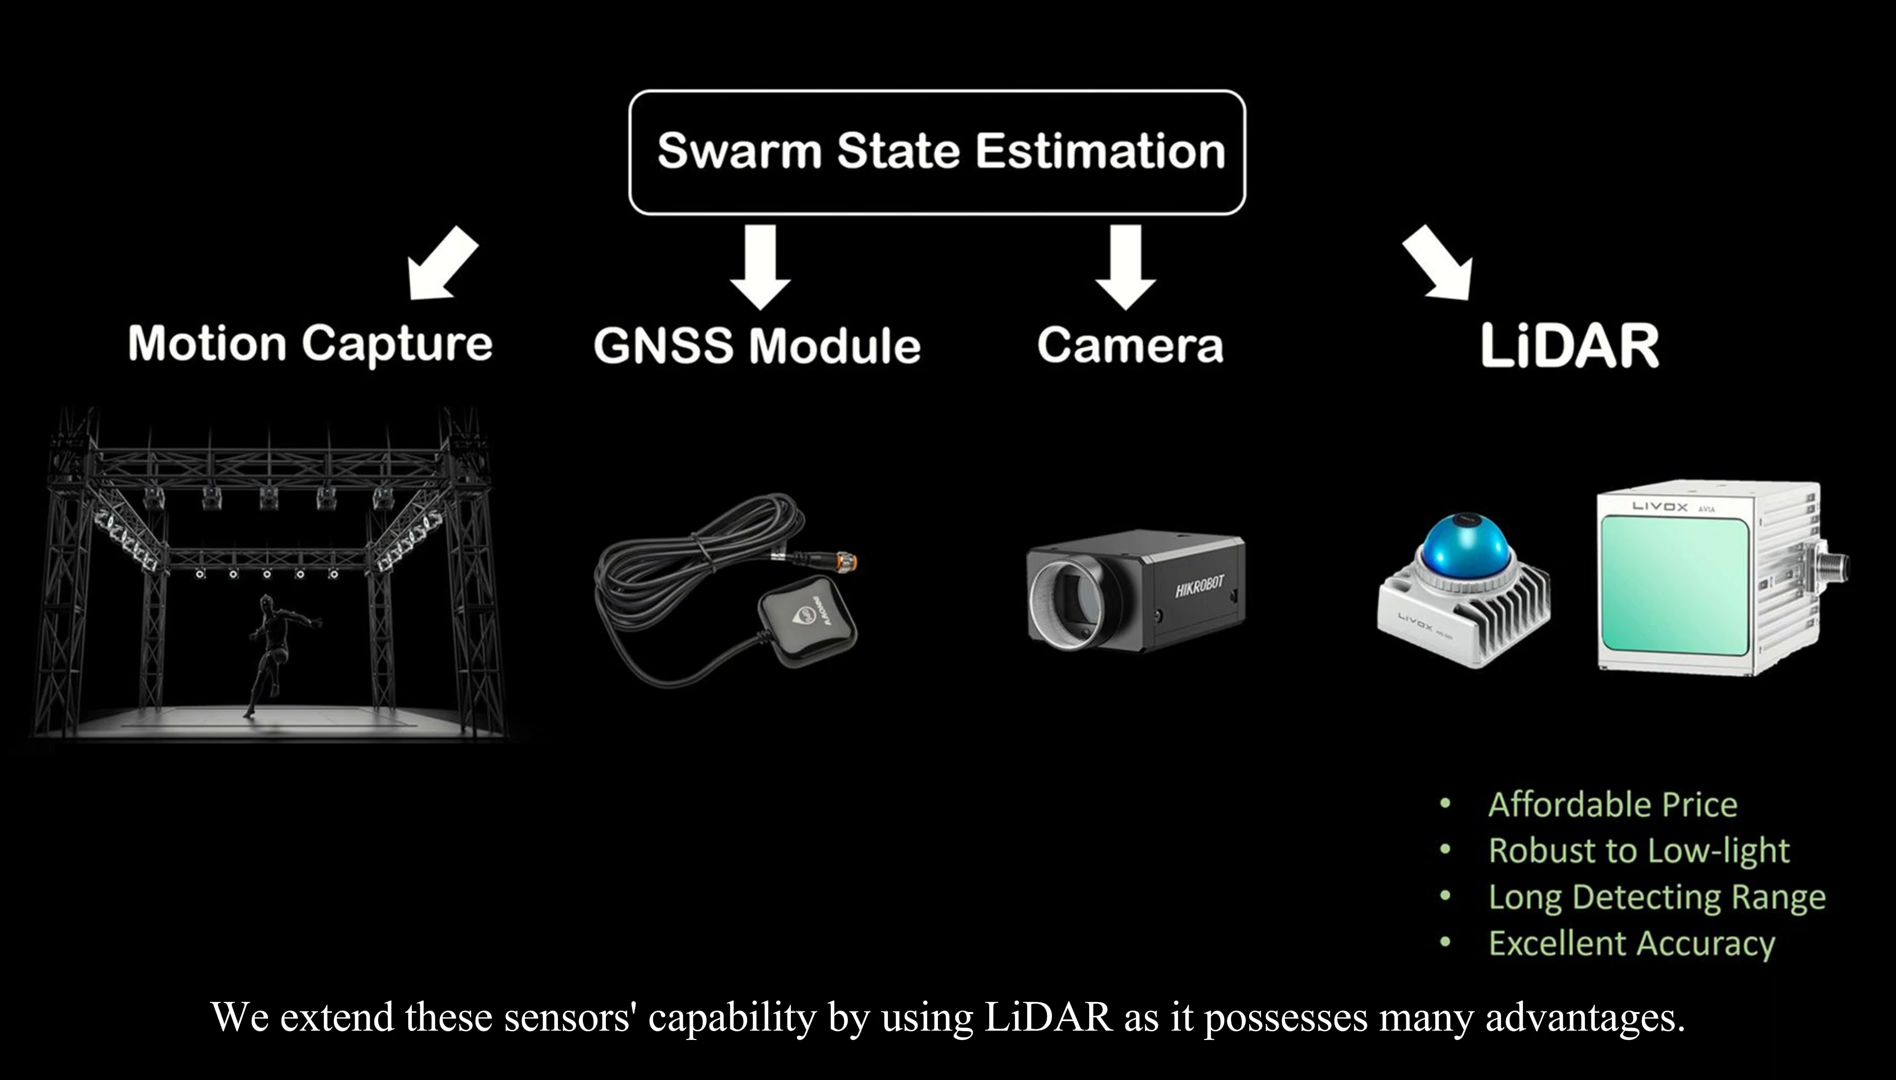 Swarm State Estimation
Motion Capture
GNSS Module
Camera
LiDAR
HIKROBOT
LIVOX
LIVOX AVIA
• Affordable Price
• Robust to Low-light
• Long Detecting Range
• Excellent Accuracy
We extend these sensors' capability by using LiDAR as it possesses many advantages.